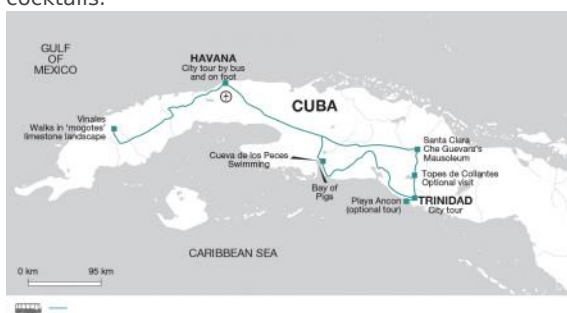 cocktails.
GULF
OF
MEXICO
HAVANA
City tour by bus
and on foot
CUBA
Vinales
Walks in 'mogotes'
limestone landscape
Santa Clara
Che Guevara's
Mausoleum
Cueva de los Peces
Swimming
Topes de Collantes
Optional visit
Bay of
Pigs
Playa Ancon
(optional tour)
TRINIDAD
City tour
CARIBBEAN SEA
0 km 95 km